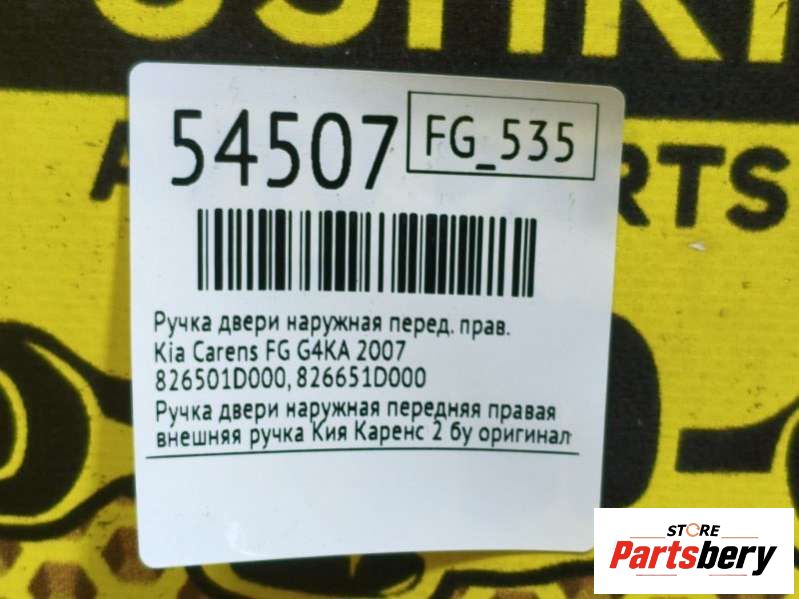 54507
FG_535
Ручка двери наружная перед. прав.
Kia Carens FG G4KA 2007
826501D000, 826651D000
Ручка двери наружная передняя правая
внешняя ручка Кия Каренс 2 бу оригинал
STORE
Partsbery